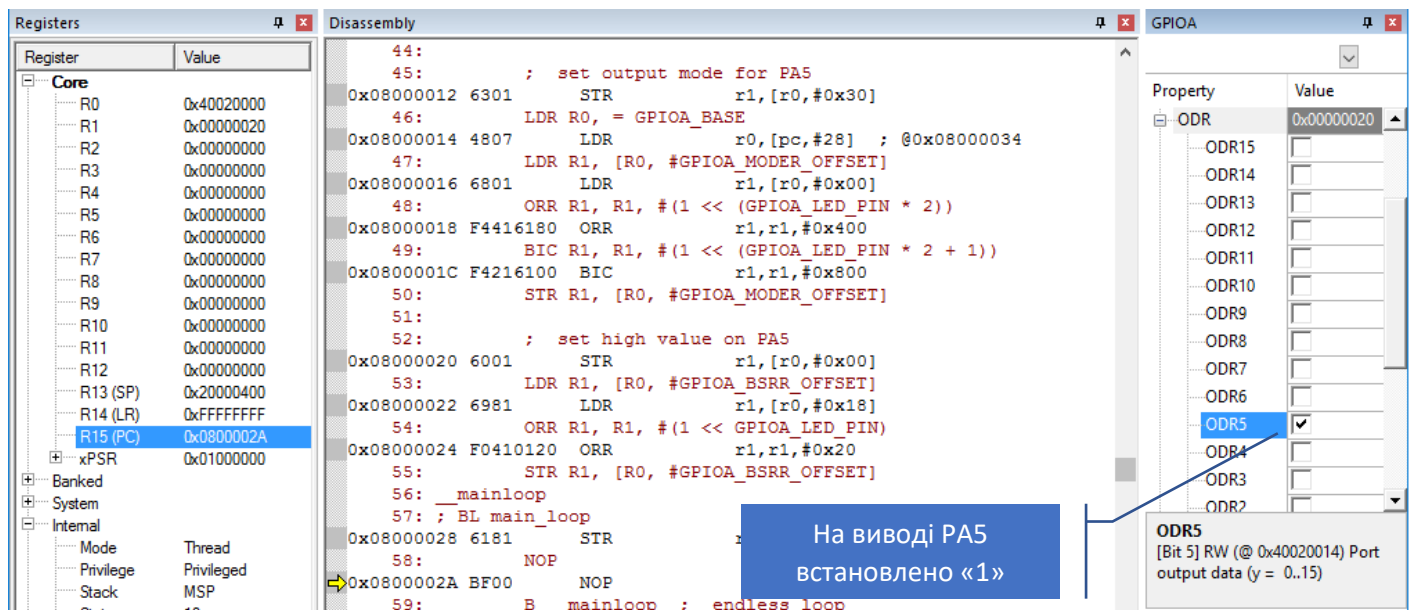 Registers
Register Value
Core
R0 0x40020000
R1 0x00000020
R2 0x00000000
R3 0x00000000
R4 0x00000000
R5 0x00000000
R6 0x00000000
R7 0x00000000
R8 0x00000000
R9 0x00000000
R10 0x00000000
R11 0x00000000
R12 0x00000000
R13 (SP) 0x20000400
R14 (LR) 0xFFFFFFFF
R15 (PC) 0x0800002A
xPSR 0x01000000
Banked
System
Internal
Mode Thread
Privilege Privileged
Stack MSP
Disassembly
44:
45: ; set output mode for PA5
0x08000012 6301 STR r1,[r0,#0x30]
46: LDR R0, = GPIOA_BASE
0x08000014 4807 LDR r0,[pc,#28] ; @0x08000034
47: LDR R1, [R0, #GPIOA_MODER_OFFSET]
0x08000016 6801 LDR r1,[r0,#0x00]
48: ORR R1, R1, #(1 << (GPIOA_LED_PIN * 2))
0x08000018 F4416180 ORR r1,r1,#0x400
49: BIC R1, R1, #(1 << (GPIOA_LED_PIN * 2 + 1))
0x0800001C F4216100 BIC r1,r1,#0x800
50: STR R1, [R0, #GPIOA_MODER_OFFSET]
51:
52: ; set high value on PA5
0x08000020 6001 STR r1,[r0,#0x00]
53: LDR R1, [R0, #GPIOA_BSRR_OFFSET]
0x08000022 6981 LDR r1,[r0,#0x18]
54: ORR R1, R1, #(1 << GPIOA_LED_PIN)
0x08000024 F0410120 ORR r1,r1,#0x20
55: STR R1, [R0, #GPIOA_BSRR_OFFSET]
56: __mainloop
57: ; BL main_loop
0x08000028 6181 STR
58: NOP
0x0800002A BF00 NOP
59: B __mainloop ; endless loop
На виводі PA5
встановлено «1»
GPIOA
Property Value
ODR 0x00000020
ODR15
ODR14
ODR13
ODR12
ODR11
ODR10
ODR9
ODR8
ODR7
ODR6
ODR5
ODR4
ODR3
ODR2
ODR5
[Bit 5] RW (@ 0x40020014) Port
output data (y = 0..15)